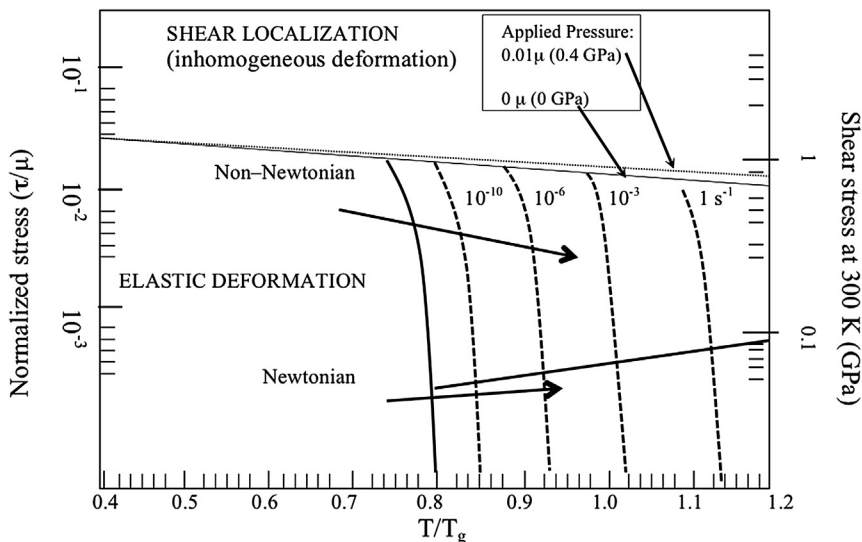 SHEAR LOCALIZATION
(inhomogeneous deformation)
Applied Pressure:
0.01μ (0.4 GPa)
0 μ (0 GPa)
Normalized stress (τ/μ)
10⁻¹
10⁻²
10⁻³
Non–Newtonian
10⁻¹⁰
10⁻⁶
10⁻³
1 s⁻¹
ELASTIC DEFORMATION
Newtonian
1
0.1
Shear stress at 300 K (GPa)
0.4
0.5
0.6
0.7
0.8
0.9
1.0
1.1
1.2
T/T₉